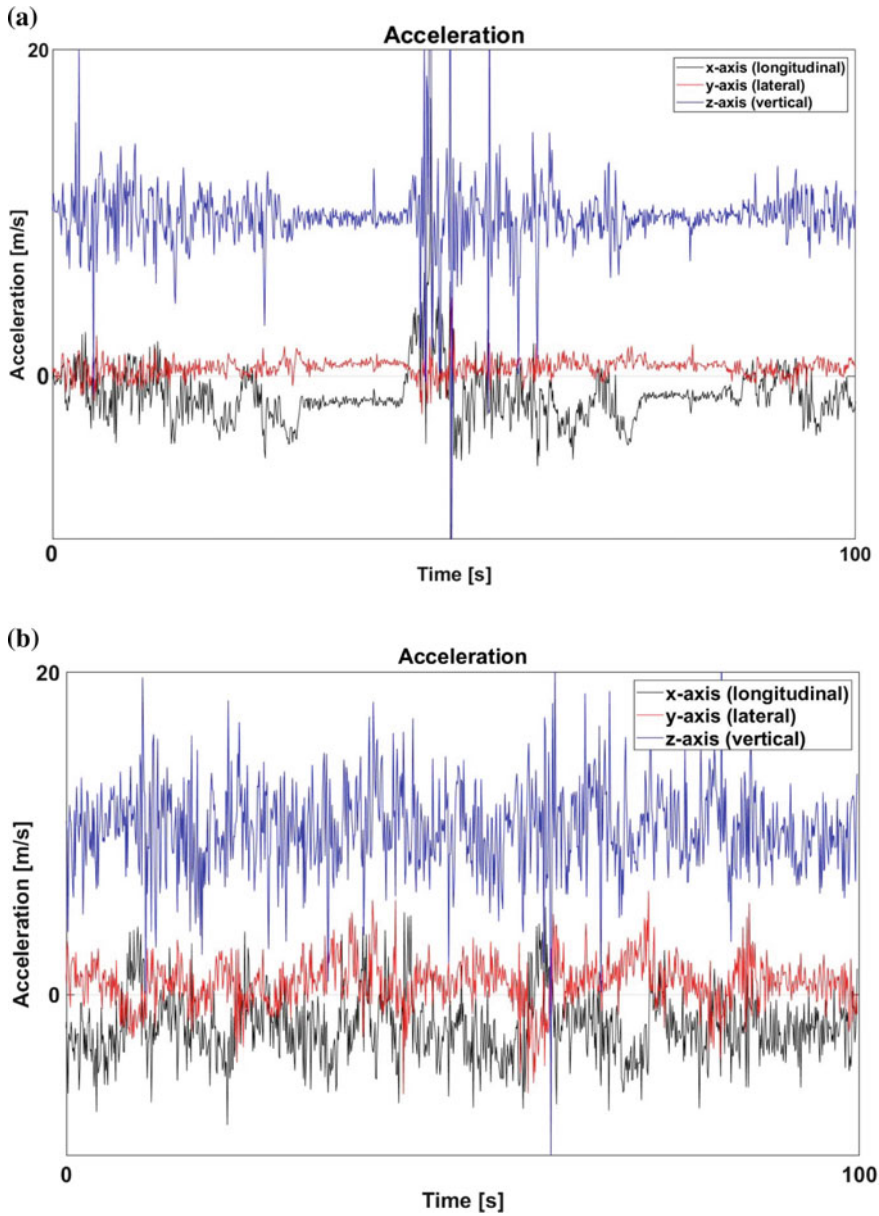 (a)
Acceleration
20
x-axis (longitudinal)
y-axis (lateral)
z-axis (vertical)
Acceleration [m/s]
0
0
100
Time [s]
(b)
Acceleration
20
x-axis (longitudinal)
y-axis (lateral)
z-axis (vertical)
Acceleration [m/s]
0
0
100
Time [s]